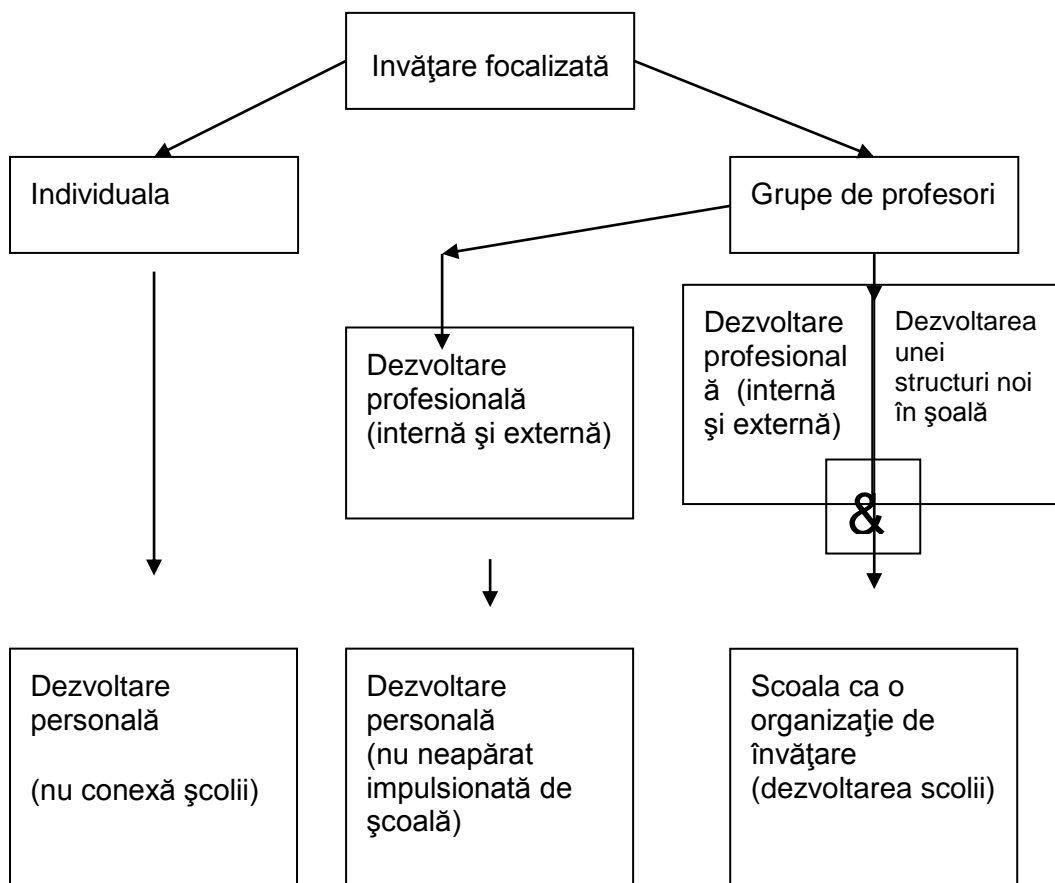 Invăţare focalizată
Individuala
Grupe de profesori
Dezvoltare
profesională
(internă şi externă)
Dezvoltare
profesional
ă (internă
şi externă)
Dezvoltarea
unei
structuri noi
în şoală
&
Dezvoltare
personală
(nu conexă şcolii)
Dezvoltare
personală
(nu neapărat
impulsionată de
şcoală)
Scoala ca o
organizaţie de
învăţare
(dezvoltarea scolii)